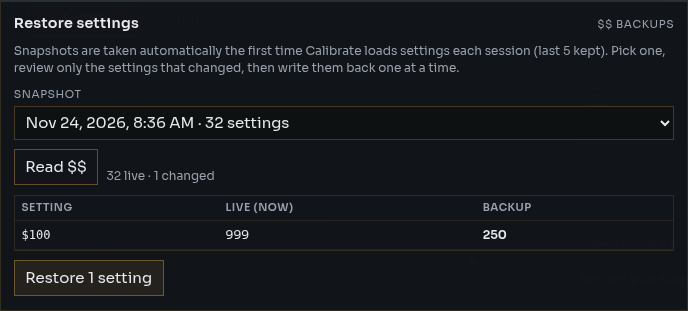 Restore settings
$$ BACKUPS
Snapshots are taken automatically the first time Calibrate loads settings each session (last 5 kept). Pick one,
review only the settings that changed, then write them back one at a time.
SNAPSHOT
Nov 24, 2026, 8:36 AM · 32 settings
Read $$
32 live · 1 changed
SETTING LIVE (NOW) BACKUP
$100 999 250
Restore 1 setting